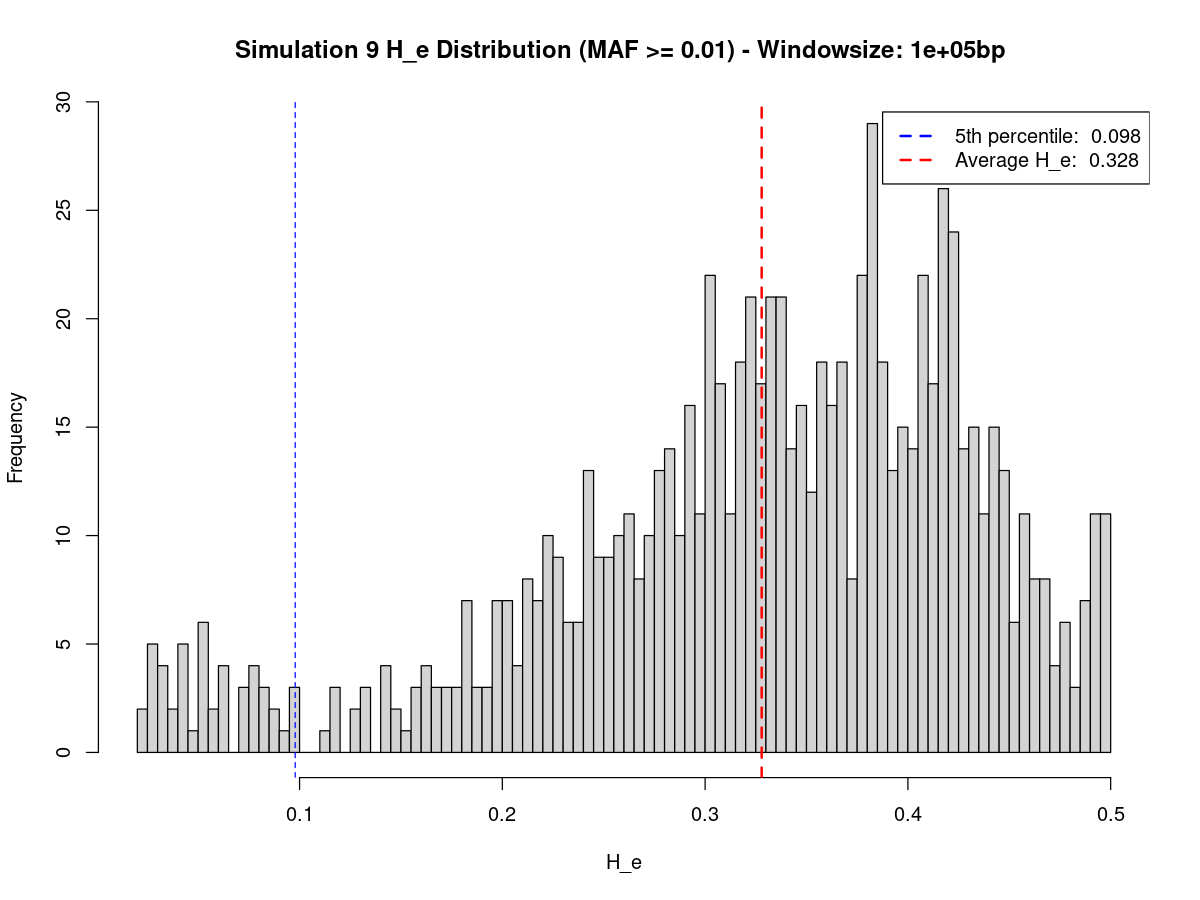 Simulation 9 H_e Distribution (MAF >= 0.01) - Windowsize: 1e+05bp
5th percentile:  0.098
Average H_e:  0.328
Frequency
30
25
20
15
10
5
0
0.1 0.2 0.3 0.4 0.5
H_e